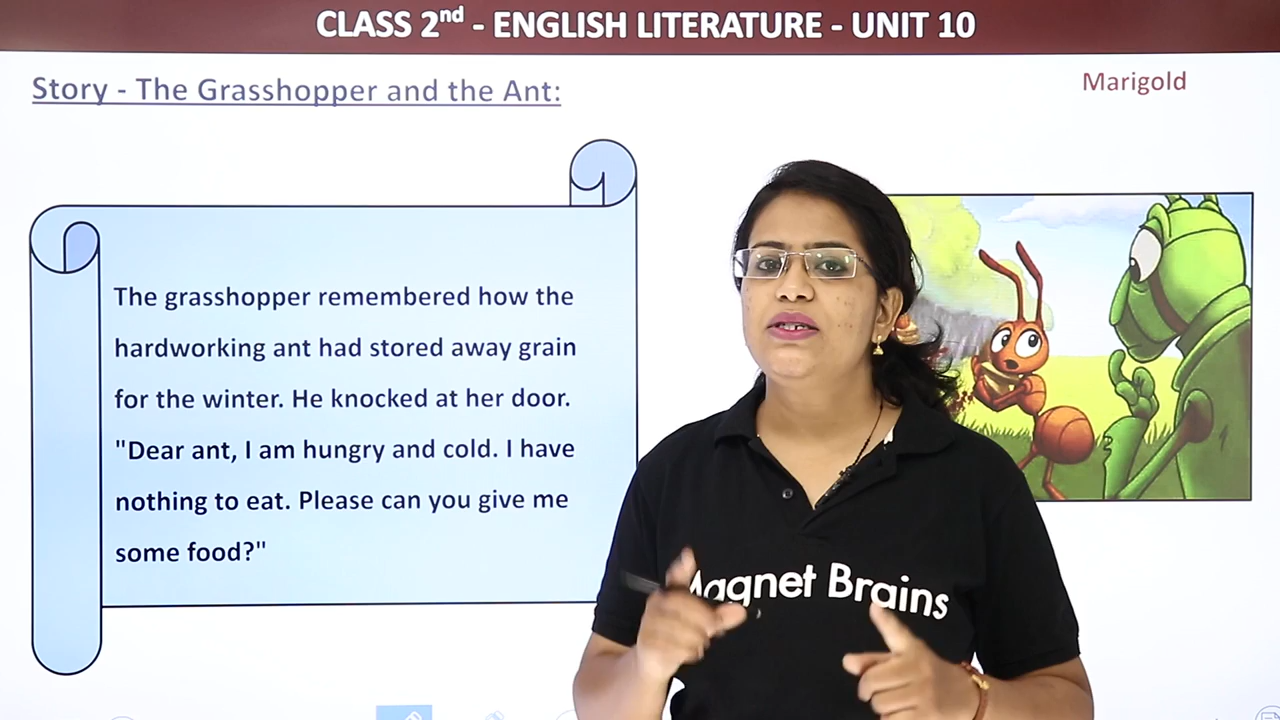 CLASS 2nd - ENGLISH LITERATURE - UNIT 10
Story - The Grasshopper and the Ant:
Marigold
The grasshopper remembered how the
hardworking ant had stored away grain
for the winter. He knocked at her door.
"Dear ant, I am hungry and cold. I have
nothing to eat. Please can you give me
some food?"
Magnet Brains